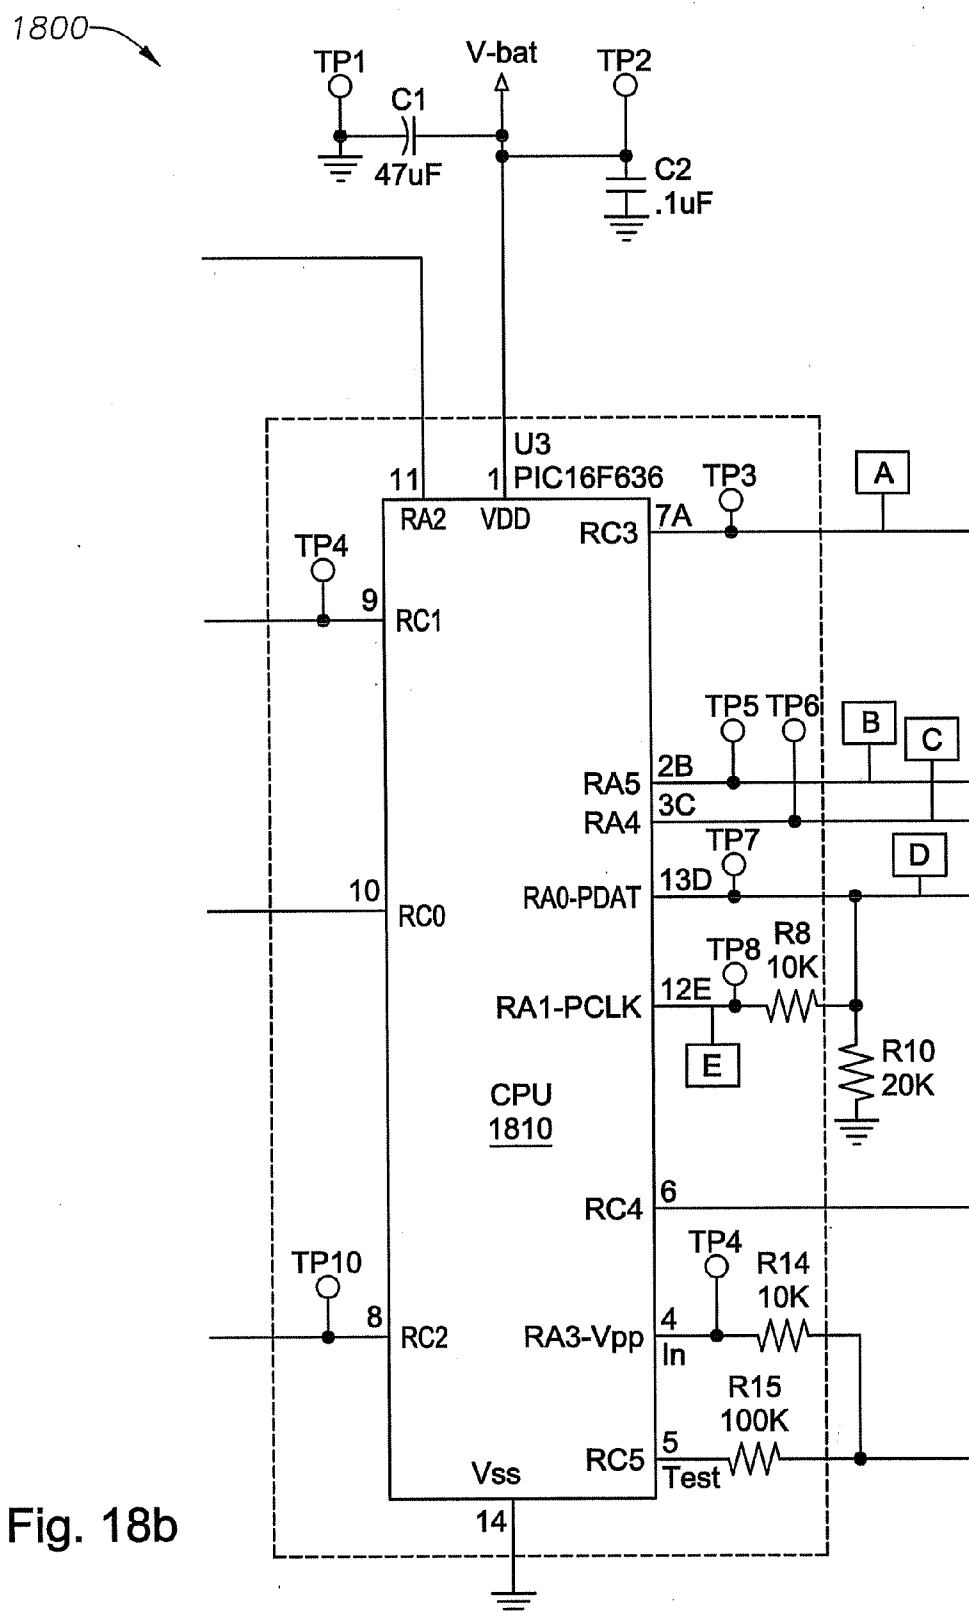 1800
V-bat
TP1
TP2
C1
47uF
C2
.1uF
U3
PIC16F636
11
1
RA2
VDD
TP3
A
7A
RC3
TP4
9
RC1
TP5
TP6
B
C
2B
RA5
3C
RA4
TP7
D
13D
RA0-PDAT
10
RC0
R8
10K
TP8
12E
RA1-PCLK
E
R10
20K
CPU
1810
6
RC4
TP4
R14
10K
TP10
8
RC2
4
RA3-Vpp
In
R15
100K
5
RC5
Test
Vss
14
Fig. 18b